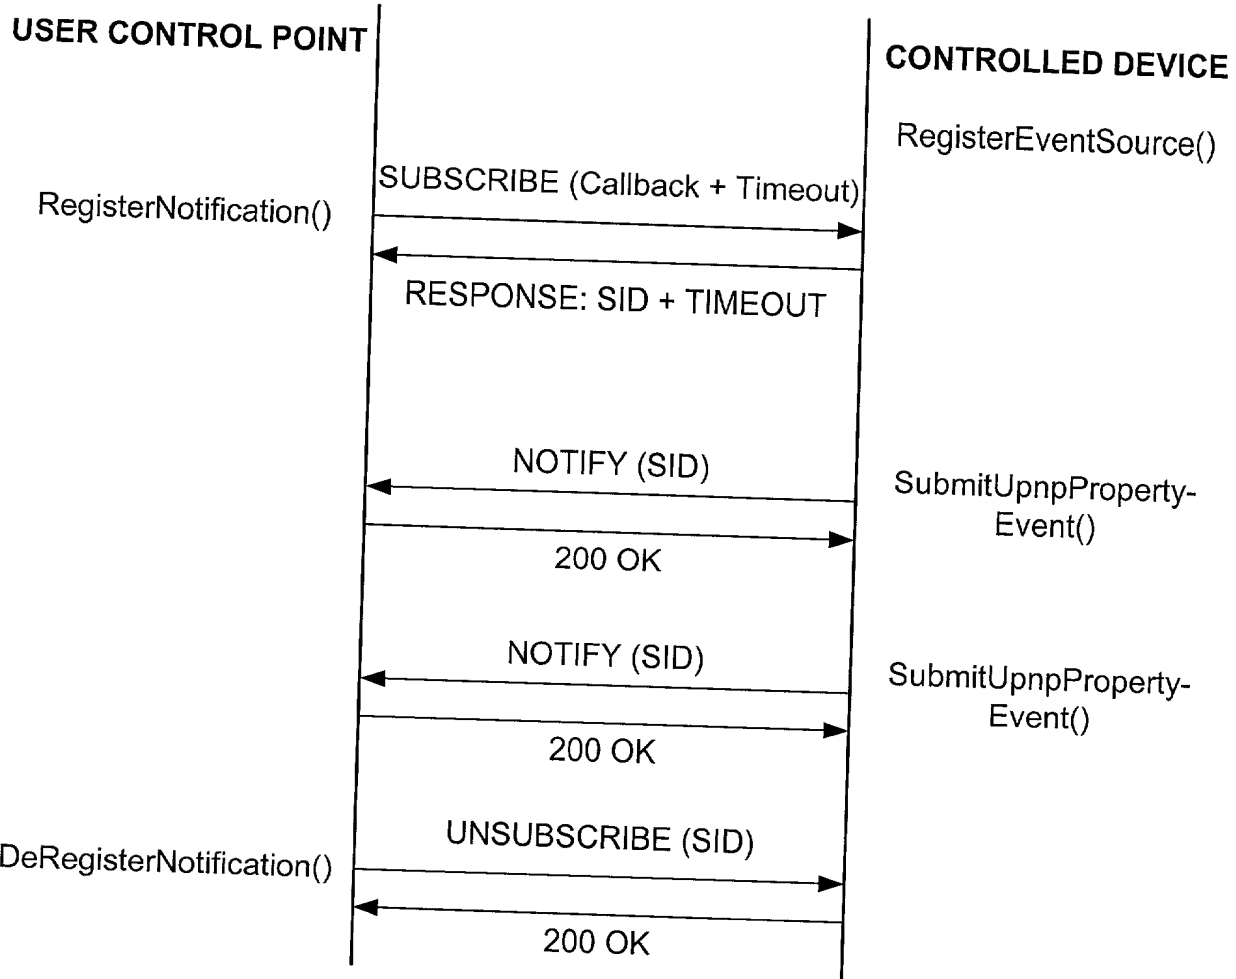 USER CONTROL POINT
CONTROLLED DEVICE
RegisterEventSource()
SUBSCRIBE (Callback + Timeout)
RegisterNotification()
RESPONSE: SID + TIMEOUT
NOTIFY (SID)
SubmitUpnpProperty-
Event()
200 OK
NOTIFY (SID)
SubmitUpnpProperty-
Event()
200 OK
UNSUBSCRIBE (SID)
DeRegisterNotification()
200 OK